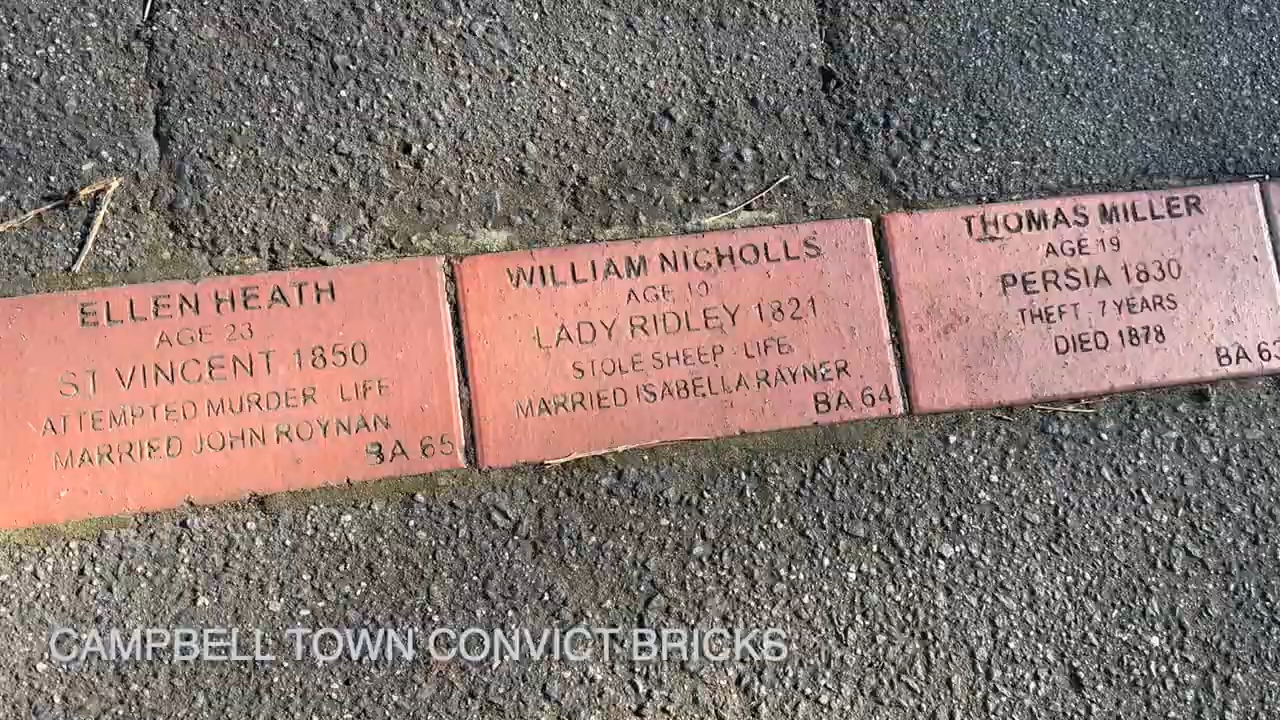 ELLEN HEATH
AGE 23
ST VINCENT 1850
ATTEMPTED MURDER LIFE
MARRIED JOHN ROYNAN
BA 65
WILLIAM NICHOLLS
AGE
LADY RIDLEY 1821
STOLE SHEEP LIFE
MARRIED ISABELLA RAYNER
BA 64
THOMAS MILLER
AGE 19
PERSIA 1830
THEFT 7 YEARS
DIED 1878
BA 63
CAMPBELL TOWN CONVICT BRICKS